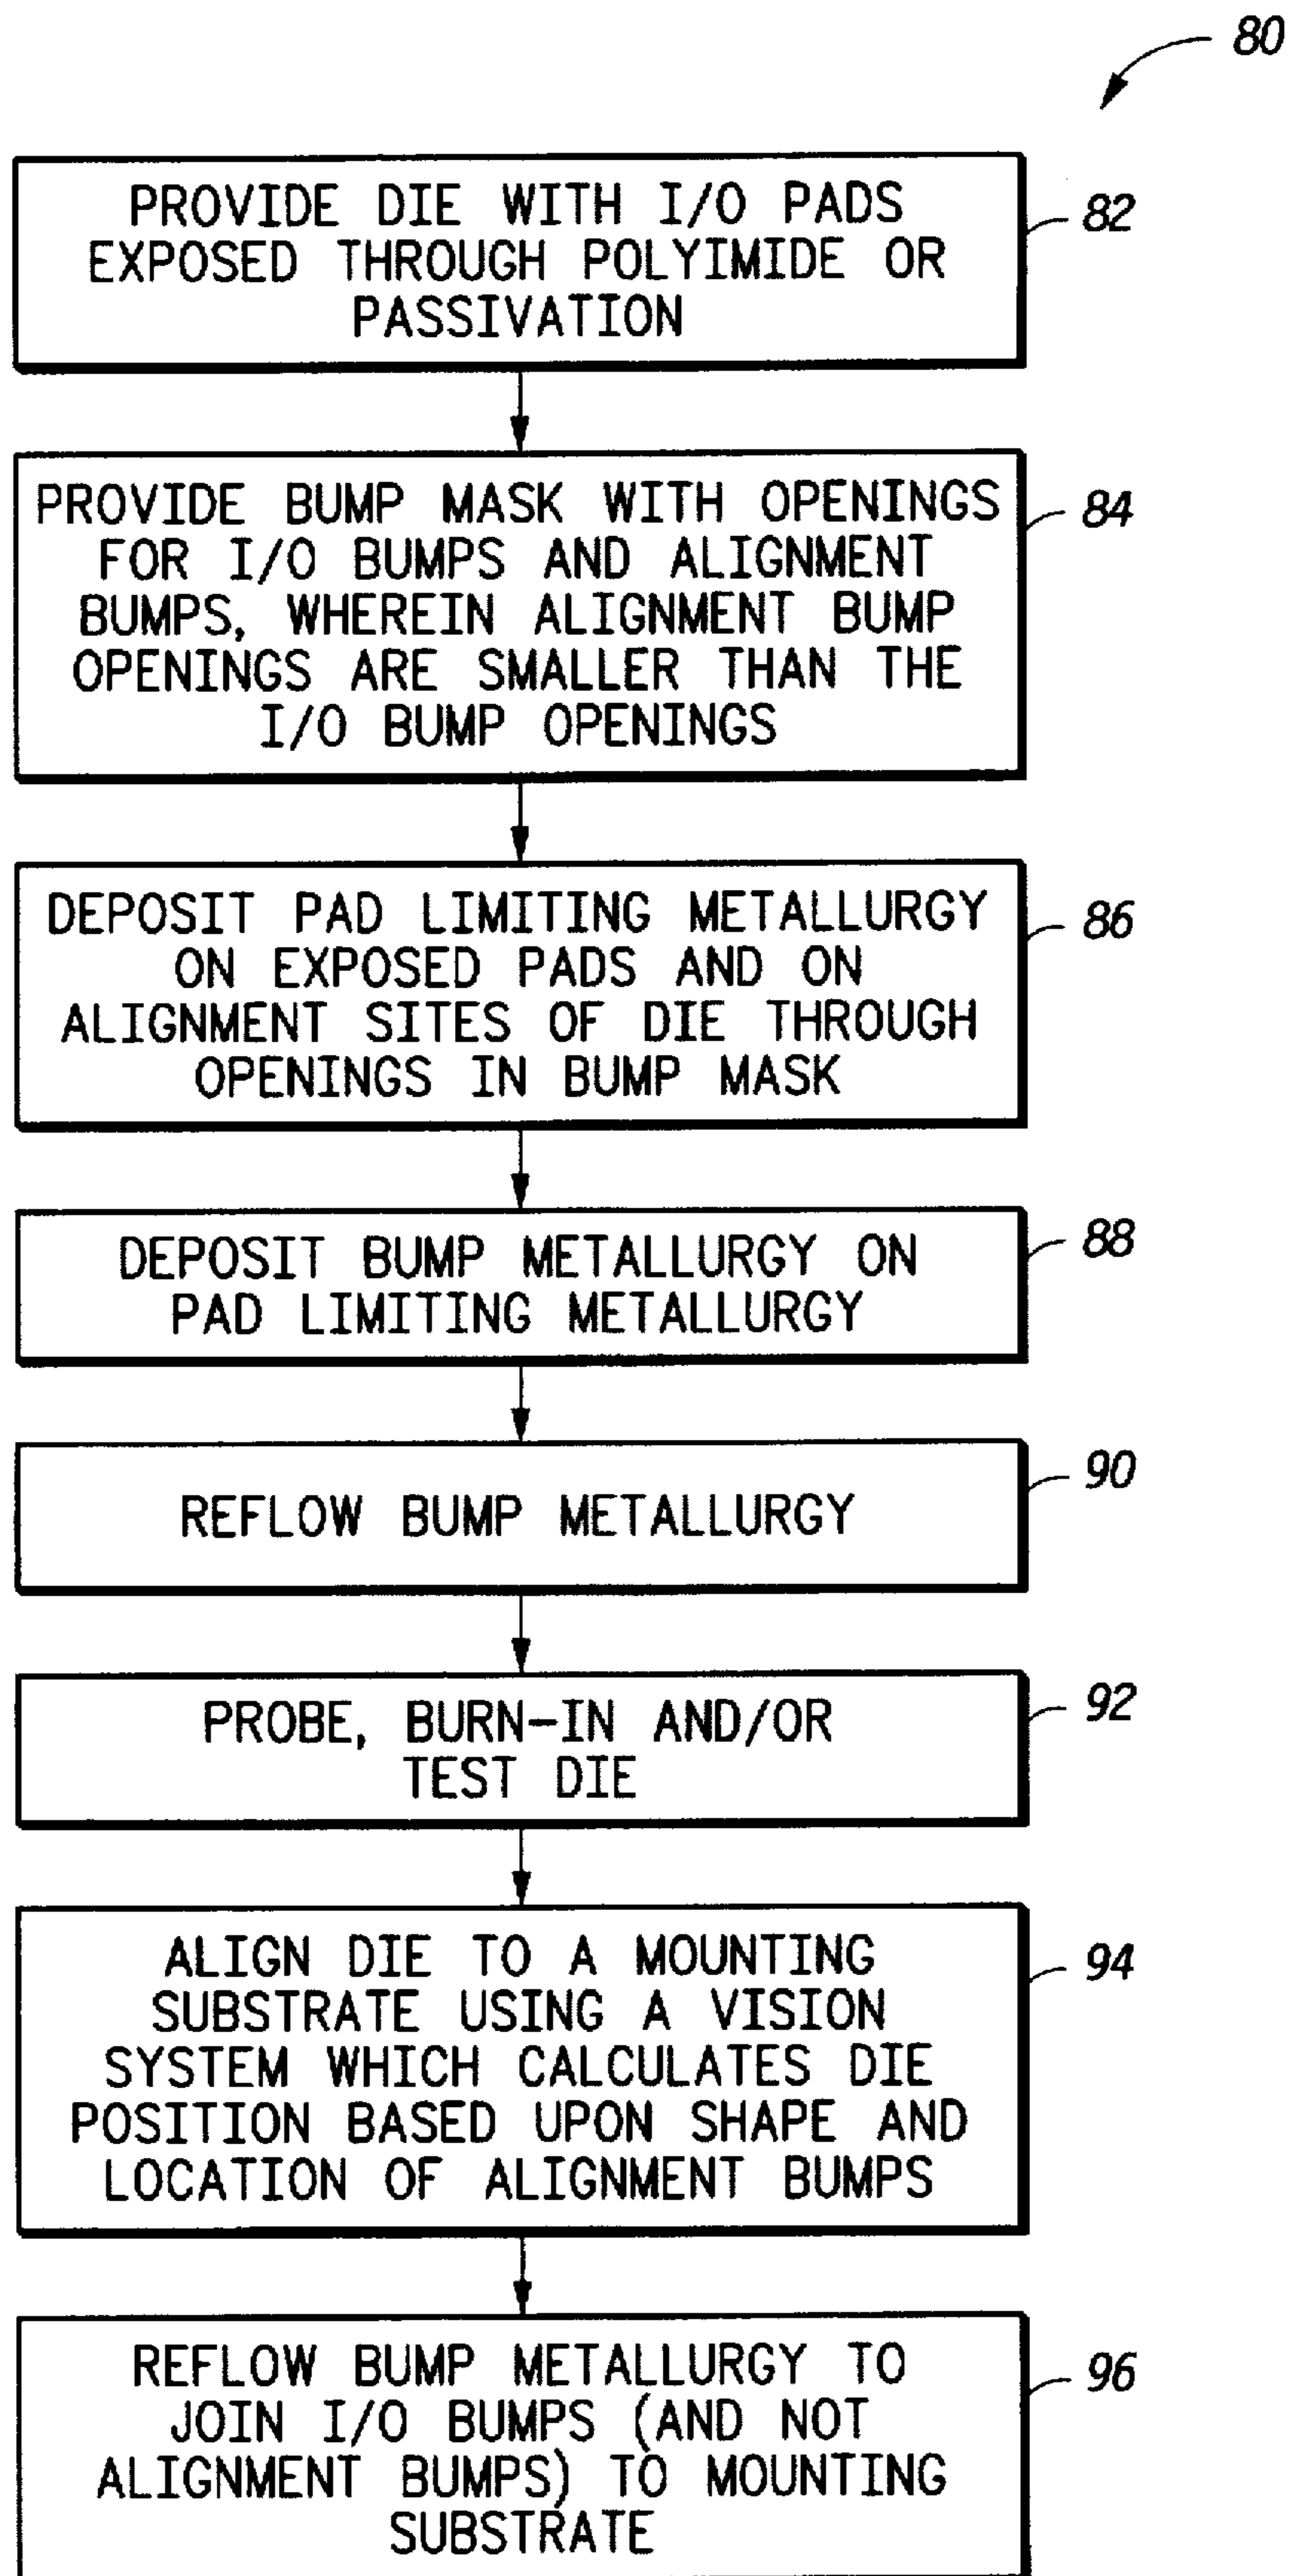 80
PROVIDE DIE WITH I/O PADS
EXPOSED THROUGH POLYIMIDE OR
PASSIVATION
82
PROVIDE BUMP MASK WITH OPENINGS
FOR I/O BUMPS AND ALIGNMENT
BUMPS, WHEREIN ALIGNMENT BUMP
OPENINGS ARE SMALLER THAN THE
I/O BUMP OPENINGS
84
DEPOSIT PAD LIMITING METALLURGY
ON EXPOSED PADS AND ON
ALIGNMENT SITES OF DIE THROUGH
OPENINGS IN BUMP MASK
86
DEPOSIT BUMP METALLURGY ON
PAD LIMITING METALLURGY
88
REFLOW BUMP METALLURGY
90
PROBE, BURN-IN AND/OR
TEST DIE
92
ALIGN DIE TO A MOUNTING
SUBSTRATE USING A VISION
SYSTEM WHICH CALCULATES DIE
POSITION BASED UPON SHAPE AND
LOCATION OF ALIGNMENT BUMPS
94
REFLOW BUMP METALLURGY TO
JOIN I/O BUMPS (AND NOT
ALIGNMENT BUMPS) TO MOUNTING
SUBSTRATE
96